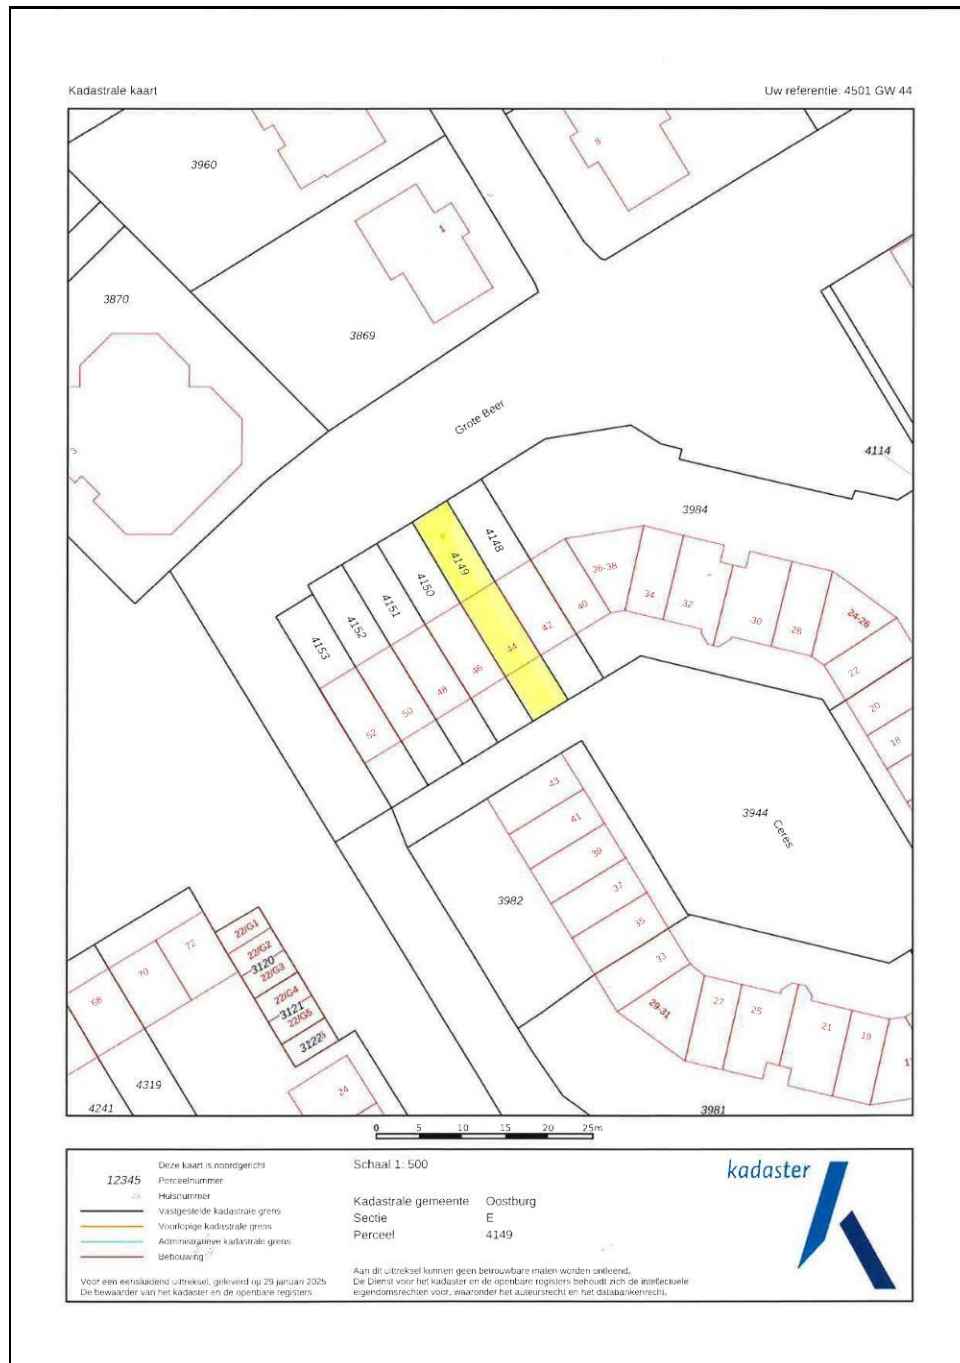 Kadastrale kaart
Uw referentie: 4501 GW 44
3960
8
1
3870
3869
Grote Beer
3
4114
3984
4148
4149
4150
4151
4152
4153
36-38
34
32
30
28
24-26
22
20
18
40
42
44
46
48
50
52
43
41
39
37
35
33
29-31
27
25
21
19
3944
Ceres
3982
3981
72
70
68
22/G1
22/G2
3120
22/G3
22/G4
3121
22/G5
3122
24
4319
4241
0 5 10 15 20 25m
Deze kaart is noordgericht
12345 Perceelnummer
Huisnummer
Vastgestelde kadastrale grens
Voorlopige kadastrale grens
Administratieve kadastrale grens
Bebouwing
Voor een eensluidend uittreksel, geleverd op 29 januari 2025
De bewaarder van het kadaster en de openbare registers
Schaal 1: 500
Kadastrale gemeente Oostburg
Sectie E
Perceel 4149
Aan dit uittreksel kunnen geen betrouwbare maten worden ontleend.
De Dienst voor het kadaster en de openbare registers behoudt zich de intellectuele
eigendomsrechten voor, waaronder het auteursrecht en het databankenrecht.
kadaster